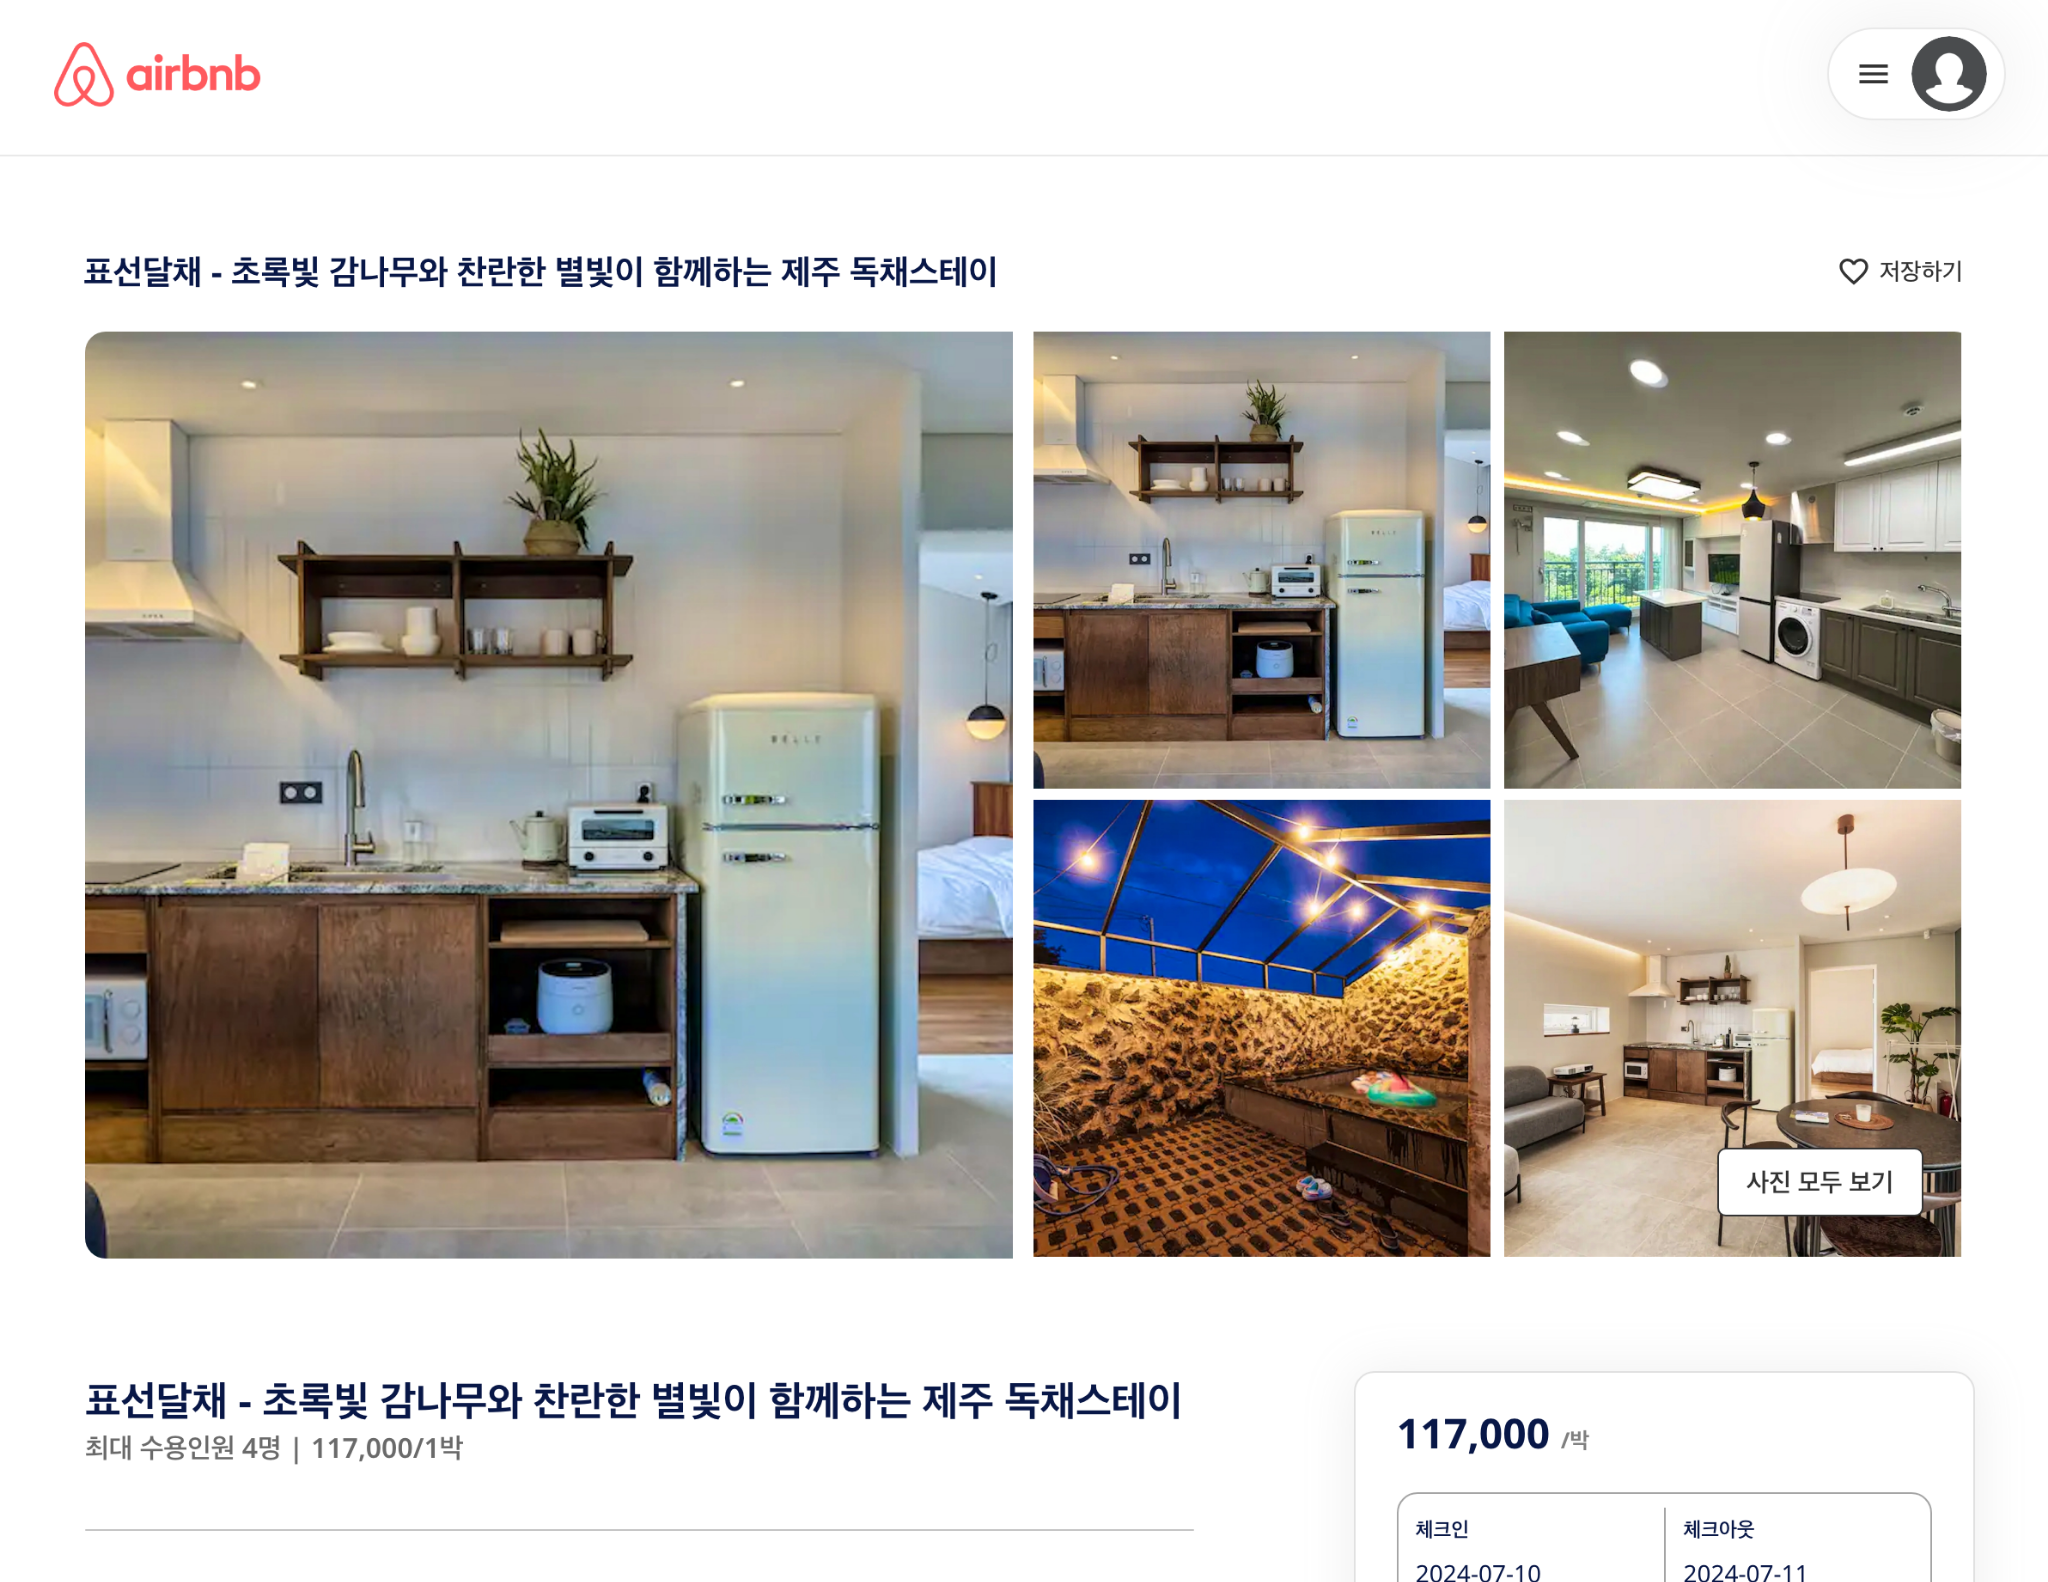 airbnb
표선달채 - 초록빛 감나무와 찬란한 별빛이 함께하는 제주 독채스테이
저장하기
BELLE
BELLE
사진 모두 보기
표선달채 - 초록빛 감나무와 찬란한 별빛이 함께하는 제주 독채스테이
최대 수용인원 4명 | 117,000/1박
117,000 /박
체크인
체크아웃
2024-07-10
2024-07-11